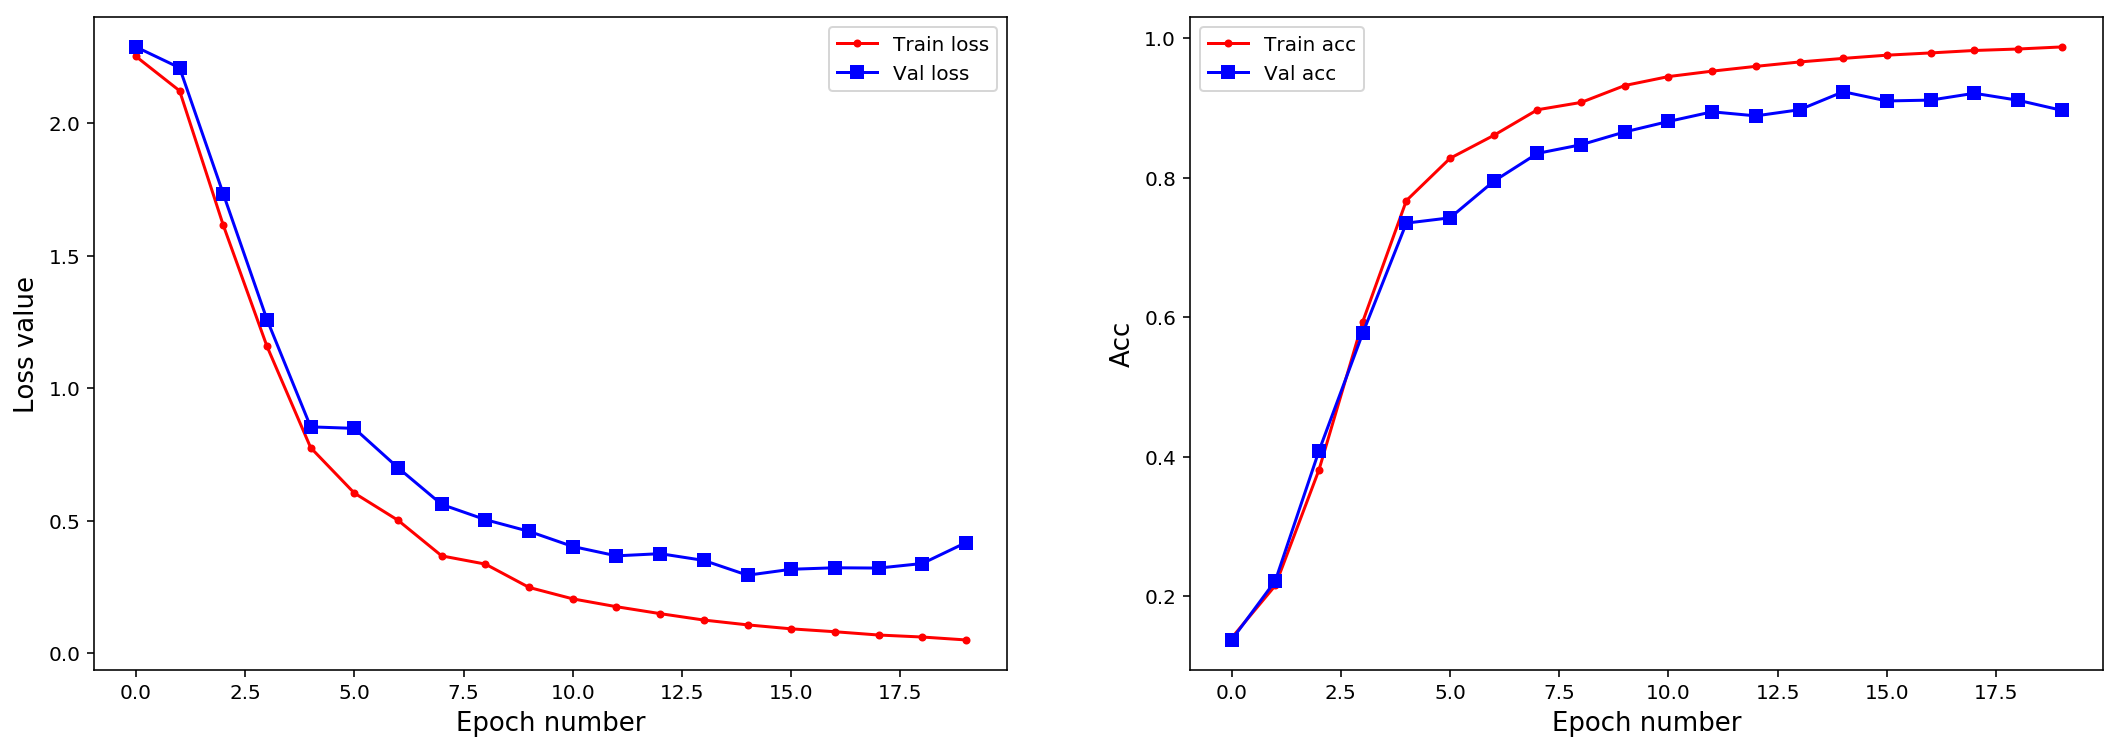 Train loss
Val loss
Loss value
2.0
1.5
1.0
0.5
0.0
0.0 2.5 5.0 7.5 10.0 12.5 15.0 17.5
Epoch number
Train acc
Val acc
Acc
1.0
0.8
0.6
0.4
0.2
0.0 2.5 5.0 7.5 10.0 12.5 15.0 17.5
Epoch number